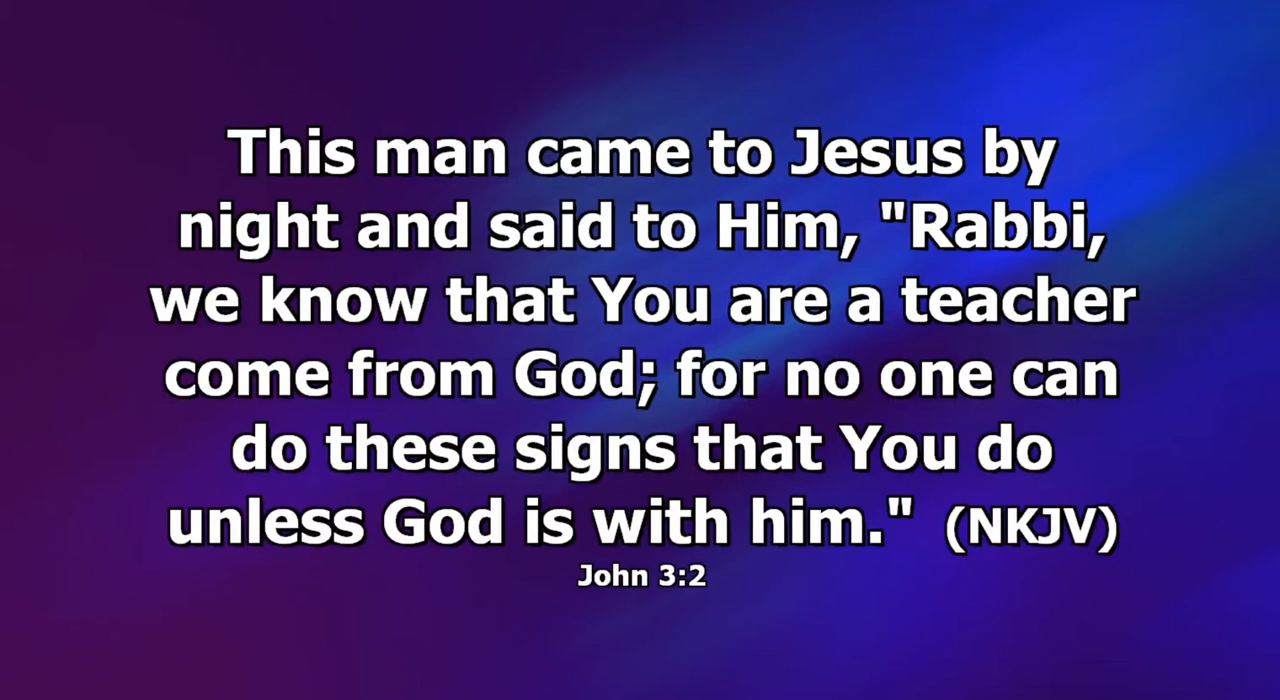 This man came to Jesus by
night and said to Him, "Rabbi,
we know that You are a teacher
come from God; for no one can
do these signs that You do
unless God is with him." (NKJV)
John 3:2